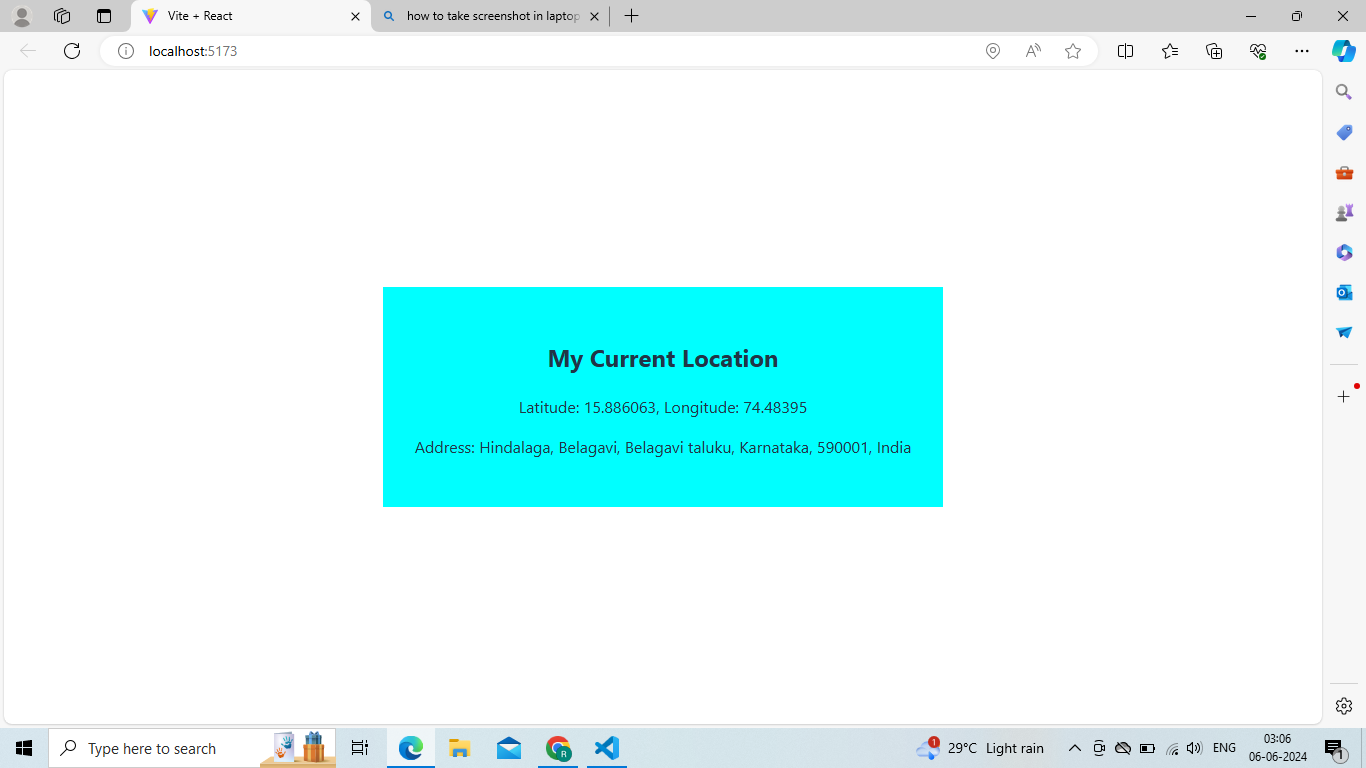 Vite + React
how to take screenshot in laptop
localhost:5173
My Current Location
Latitude: 15.886063, Longitude: 74.48395
Address: Hindalaga, Belagavi, Belagavi taluku, Karnataka, 590001, India
Type here to search
R
1
29°C Light rain
ENG
03:06
06-06-2024
1